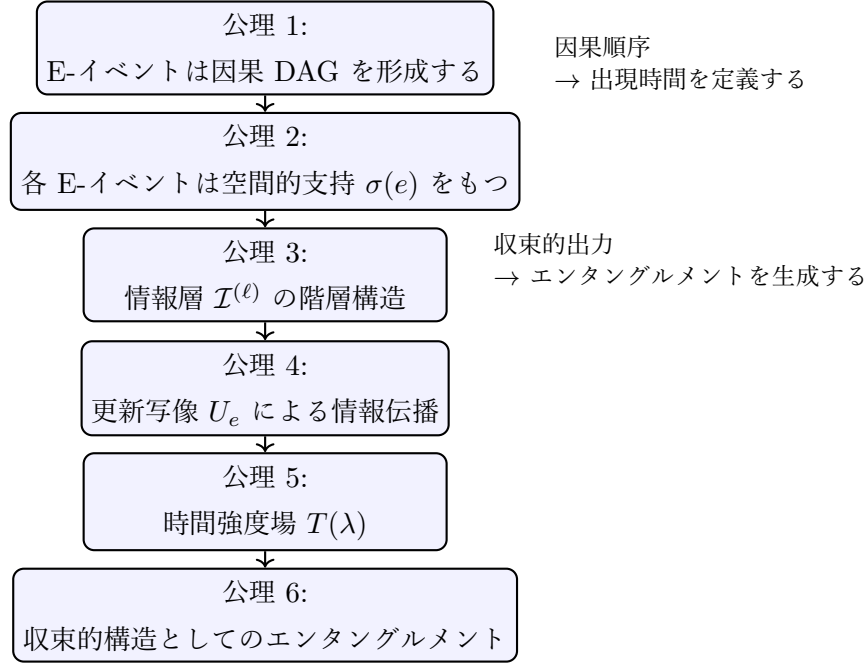 公理 1:
E-イベントは因果 DAG を形成する
因果順序
→ 出現時間を定義する
公理 2:
各 E-イベントは空間的支持 σ(e) をもつ
公理 3:
情報層 𝓘^(ℓ) の階層構造
収束的出力
→ エンタングルメントを生成する
公理 4:
更新写像 U_e による情報伝播
公理 5:
時間強度場 T(λ)
公理 6:
収束的構造としてのエンタングルメント